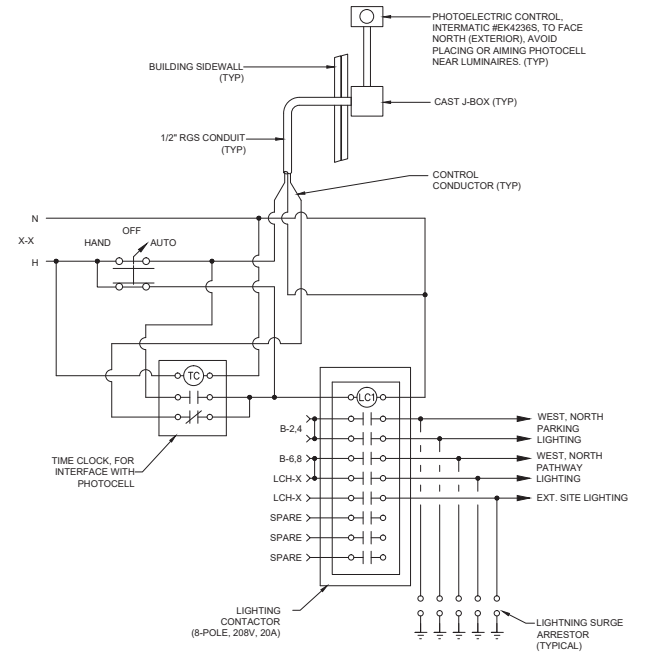 PHOTOELECTRIC CONTROL,
INTERMATIC #EK4236S, TO FACE
NORTH (EXTERIOR), AVOID
PLACING OR AIMING PHOTOCELL
NEAR LUMINAIRES. (TYP)
BUILDING SIDEWALL
(TYP)
CAST J-BOX (TYP)
1/2" RGS CONDUIT
(TYP)
CONTROL
CONDUCTOR (TYP)
N
X-X
H
OFF
HAND
AUTO
TC
LC1
TIME CLOCK, FOR
INTERFACE WITH
PHOTOCELL
B-2,4
B-6,8
LCH-X
LCH-X
SPARE
SPARE
SPARE
WEST, NORTH
PARKING
LIGHTING
WEST, NORTH
PATHWAY
LIGHTING
EXT. SITE LIGHTING
LIGHTING
CONTACTOR
(8-POLE, 208V, 20A)
LIGHTNING SURGE
ARRESTOR
(TYPICAL)